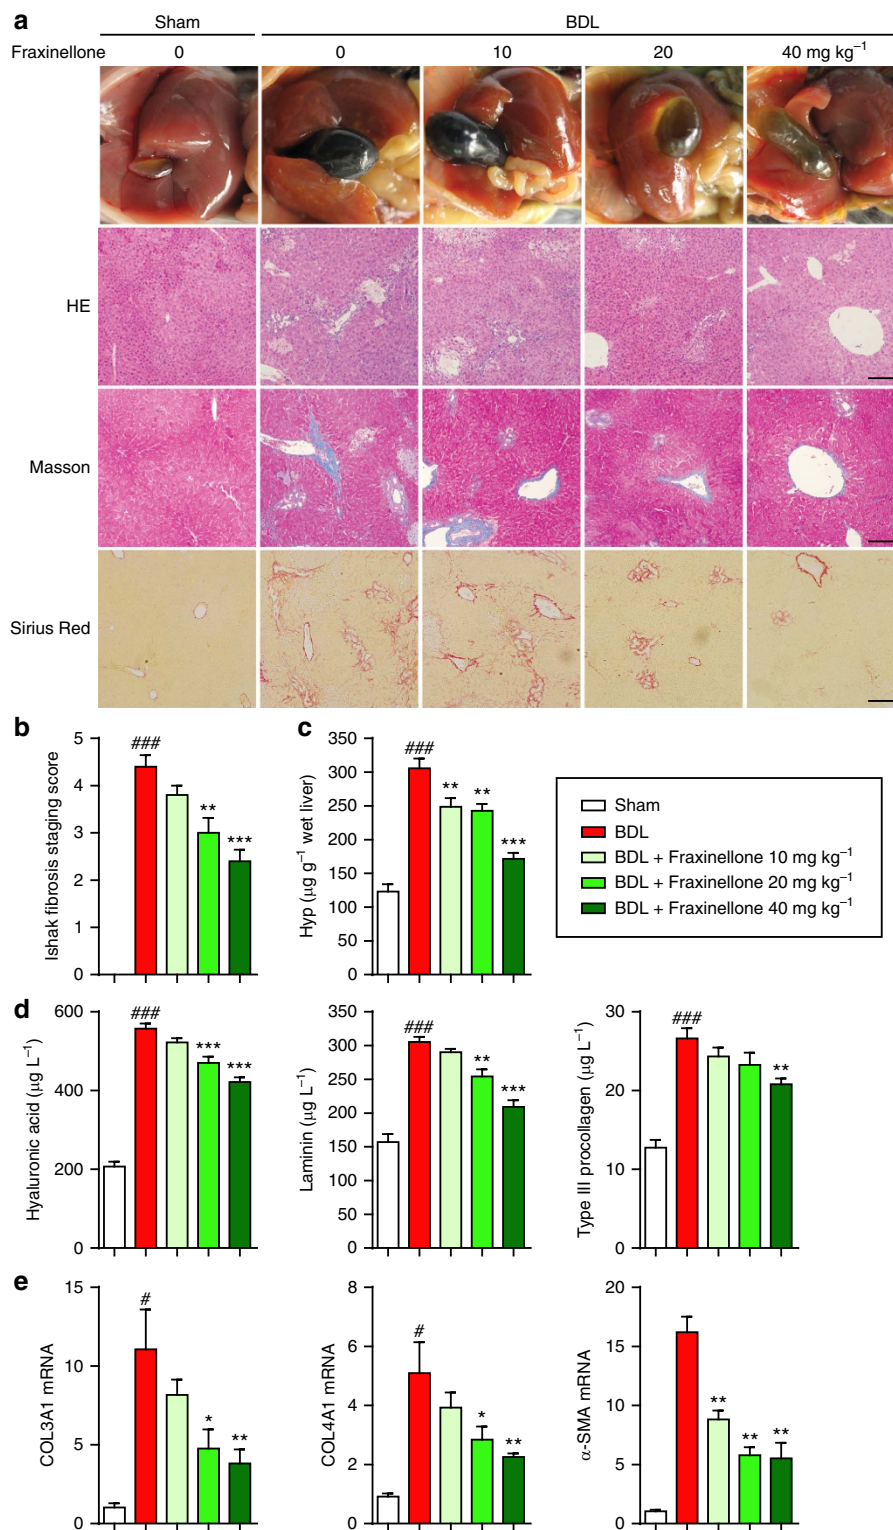 a
Sham
BDL
Fraxinellone
0
0
10
20
40 mg kg⁻¹
HE
Masson
Sirius Red
b
Ishak fibrosis staging score
5
4
3
2
1
0
###
**
***
c
Hyp (µg g⁻¹ wet liver)
350
300
250
200
150
100
50
0
###
**
**
***
Sham
BDL
BDL + Fraxinellone 10 mg kg⁻¹
BDL + Fraxinellone 20 mg kg⁻¹
BDL + Fraxinellone 40 mg kg⁻¹
d
Hyaluronic acid (µg L⁻¹)
600
400
200
0
###
***
***
Laminin (µg L⁻¹)
350
300
250
200
150
100
50
0
###
**
***
Type III procollagen (µg L⁻¹)
30
20
10
0
###
**
e
COL3A1 mRNA
15
10
5
0
#
*
**
COL4A1 mRNA
8
6
4
2
0
#
*
**
α-SMA mRNA
20
15
10
5
0
**
**
**